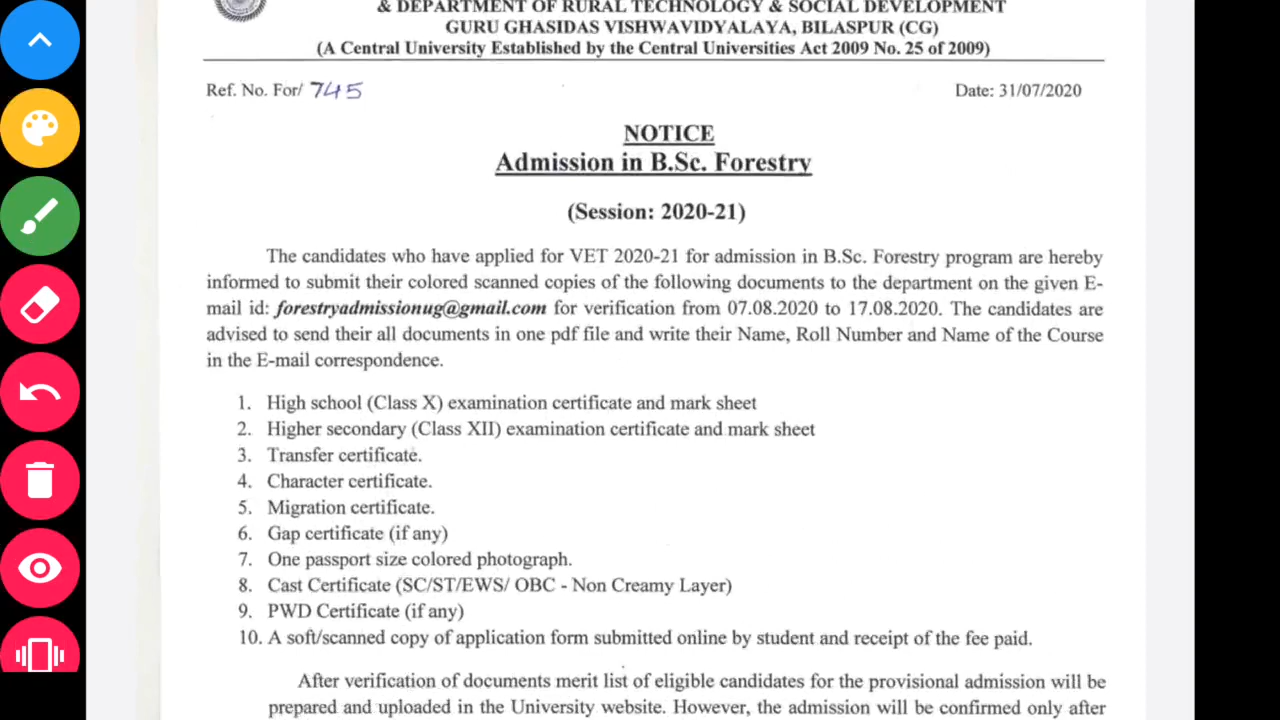 & DEPARTMENT OF RURAL TECHNOLOGY & SOCIAL DEVELOPMENT
GURU GHASIDAS VISHWAVIDYALAYA, BILASPUR (CG)
(A Central University Established by the Central Universities Act 2009 No. 25 of 2009)
Ref. No. For/ 745 Date: 31/07/2020
NOTICE
Admission in B.Sc. Forestry
(Session: 2020-21)
The candidates who have applied for VET 2020-21 for admission in B.Sc. Forestry program are hereby
informed to submit their colored scanned copies of the following documents to the department on the given E-
mail id: forestryadmissionug@gmail.com for verification from 07.08.2020 to 17.08.2020. The candidates are
advised to send their all documents in one pdf file and write their Name, Roll Number and Name of the Course
in the E-mail correspondence.
1. High school (Class X) examination certificate and mark sheet
2. Higher secondary (Class XII) examination certificate and mark sheet
3. Transfer certificate.
4. Character certificate.
5. Migration certificate.
6. Gap certificate (if any)
7. One passport size colored photograph.
8. Cast Certificate (SC/ST/EWS/ OBC - Non Creamy Layer)
9. PWD Certificate (if any)
10. A soft/scanned copy of application form submitted online by student and receipt of the fee paid.
After verification of documents merit list of eligible candidates for the provisional admission will be
prepared and uploaded in the University website. However, the admission will be confirmed only after